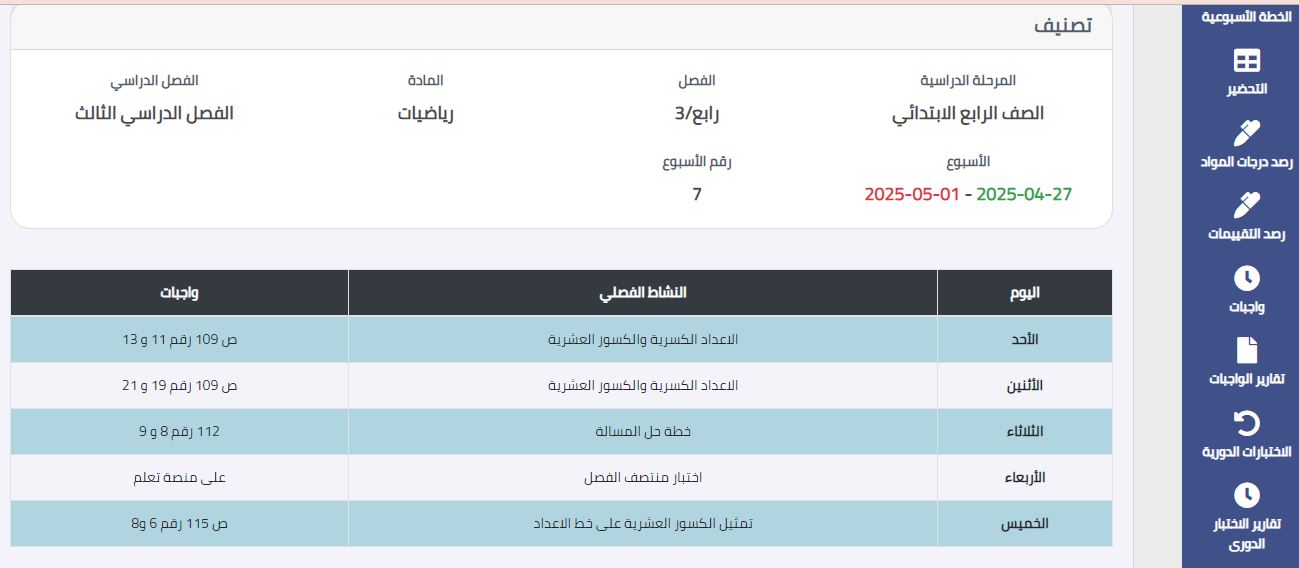 الخطة الأسبوعية
التحضير
رصد درجات المواد
رصد التقييمات
واجبات
تقارير الواجبات
الاختبارات الدورية
تقارير الاختبار
الدوري
تصنيف
المرحلة الدراسية الفصل المادة الفصل الدراسي
الصف الرابع الابتدائي رابع/3 رياضيات الفصل الدراسي الثالث
الأسبوع رقم الأسبوع
2025-04-27 - 2025-05-01 7
اليوم النشاط الفصلي واجبات
الأحد الاعداد الكسرية والكسور العشرية ص 109 رقم 11 و 13
الأثنين الاعداد الكسرية والكسور العشرية ص 109 رقم 19 و 21
الثلاثاء خطة حل المسالة 112 رقم 8 و 9
الأربعاء اختبار منتصف الفصل على منصة تعلم
الخميس تمثيل الكسور العشرية على خط الاعداد ص 115 رقم 6 و8